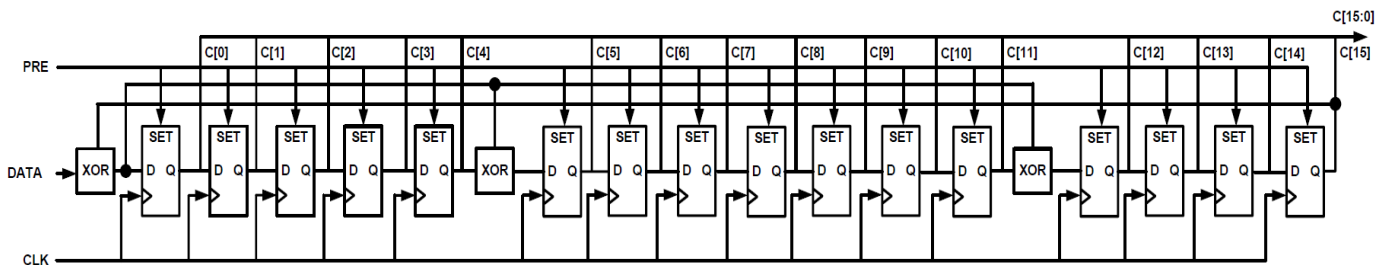 C[15:0]
C[0] C[1] C[2] C[3] C[4] C[5] C[6] C[7] C[8] C[9] C[10] C[11] C[12] C[13] C[14] C[15]
PRE
SET SET SET SET SET SET SET SET SET SET SET SET SET SET SET SET
DATA XOR D Q D Q D Q D Q D Q XOR D Q D Q D Q D Q D Q D Q D Q XOR D Q D Q D Q D Q
CLK